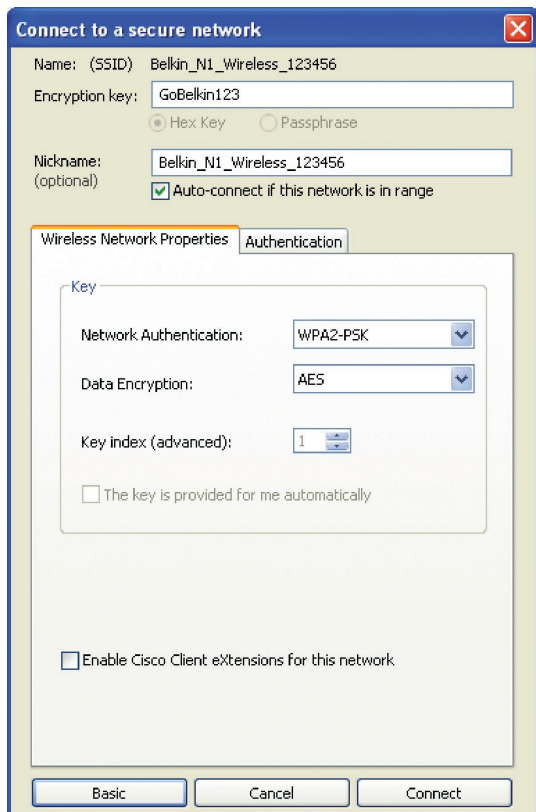 Connect to a secure network
Name: (SSID) Belkin_N1_Wireless_123456
Encryption key: GoBelkin123
Hex Key Passphrase
Nickname: Belkin_N1_Wireless_123456
(optional)
Auto-connect if this network is in range
Wireless Network Properties Authentication
Key
Network Authentication: WPA2-PSK
Data Encryption: AES
Key index (advanced): 1
The key is provided for me automatically
Enable Cisco Client eXtensions for this network
Basic Cancel Connect